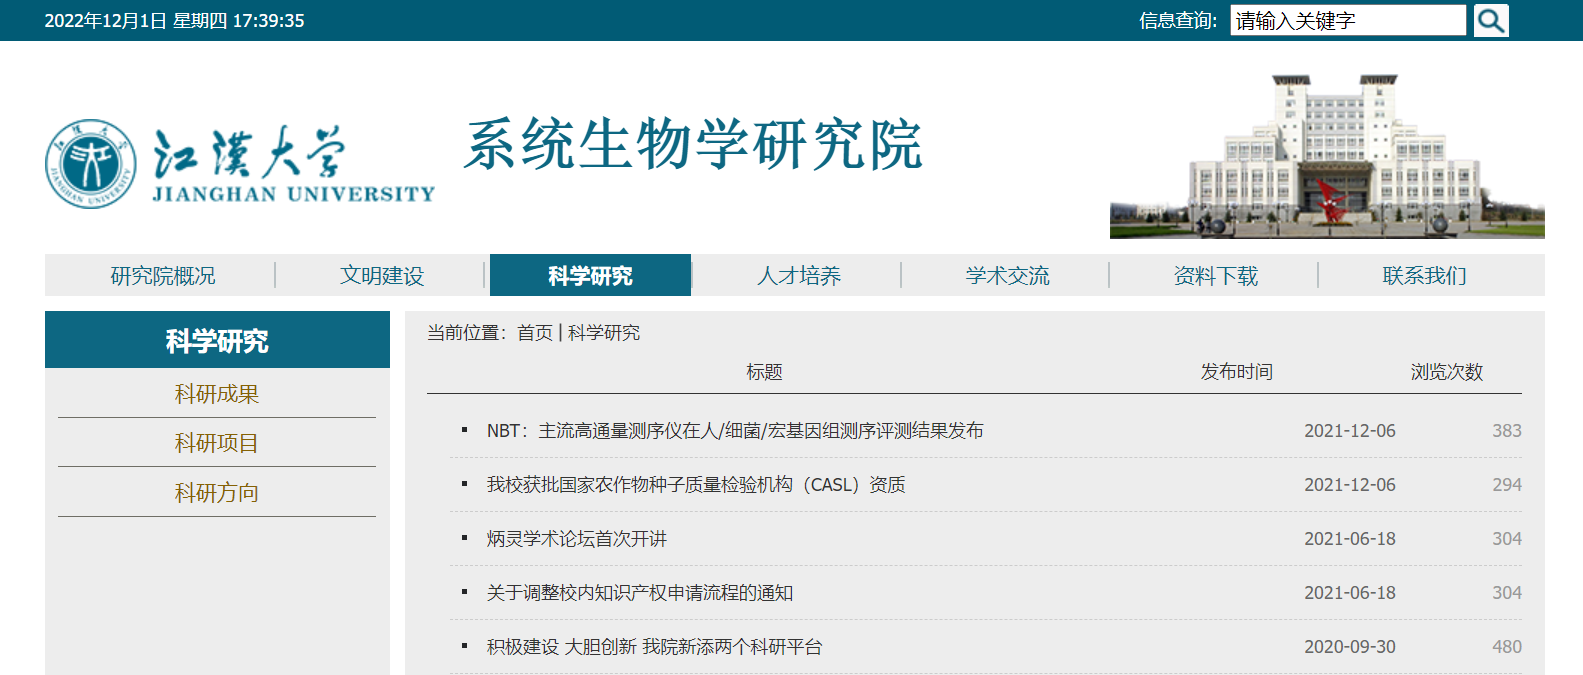 2022年12月1日 星期四 17:39:35
信息查询:
请输入关键字
江漢大学
JIANGHAN UNIVERSITY
系统生物学研究院
研究院概况
文明建设
科学研究
人才培养
学术交流
资料下载
联系我们
科学研究
科研成果
科研项目
科研方向
当前位置：首页 | 科学研究
标题 发布时间 浏览次数
NBT：主流高通量测序仪在人/细菌/宏基因组测序评测结果发布 2021-12-06 383
我校获批国家农作物种子质量检验机构（CASL）资质 2021-12-06 294
炳灵学术论坛首次开讲 2021-06-18 304
关于调整校内知识产权申请流程的通知 2021-06-18 304
积极建设 大胆创新 我院新添两个科研平台 2020-09-30 480